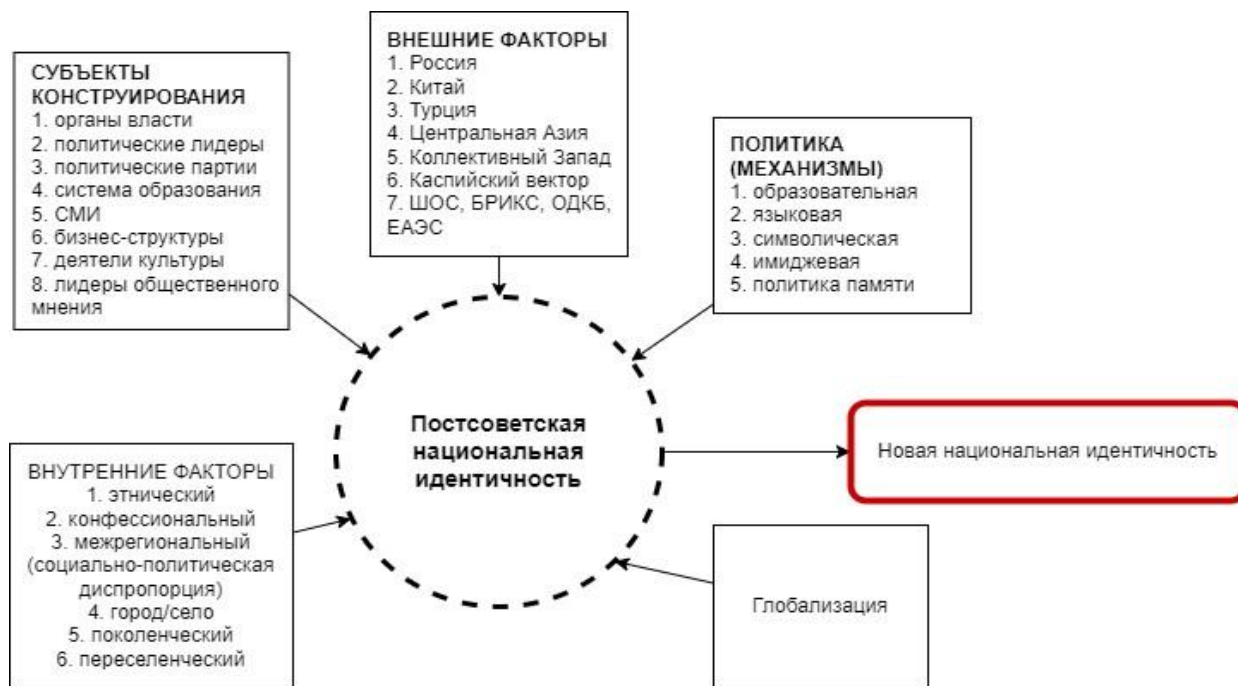 СУБЪЕКТЫ
КОНСТРУИРОВАНИЯ
1. органы власти
2. политические лидеры
3. политические партии
4. система образования
5. СМИ
6. бизнес-структуры
7. деятели культуры
8. лидеры общественного
мнения
ВНЕШНИЕ ФАКТОРЫ
1. Россия
2. Китай
3. Турция
4. Центральная Азия
5. Коллективный Запад
6. Каспийский вектор
7. ШОС, БРИКС, ОДКБ,
ЕАЭС
ПОЛИТИКА
(МЕХАНИЗМЫ)
1. образовательная
2. языковая
3. символическая
4. имиджевая
5. политика памяти
Постсоветская
национальная
идентичность
Новая национальная идентичность
ВНУТРЕННИЕ ФАКТОРЫ
1. этнический
2. конфессиональный
3. межрегиональный
(социально-политическая
диспропорция)
4. город/село
5. поколенческий
6. переселенческий
Глобализация